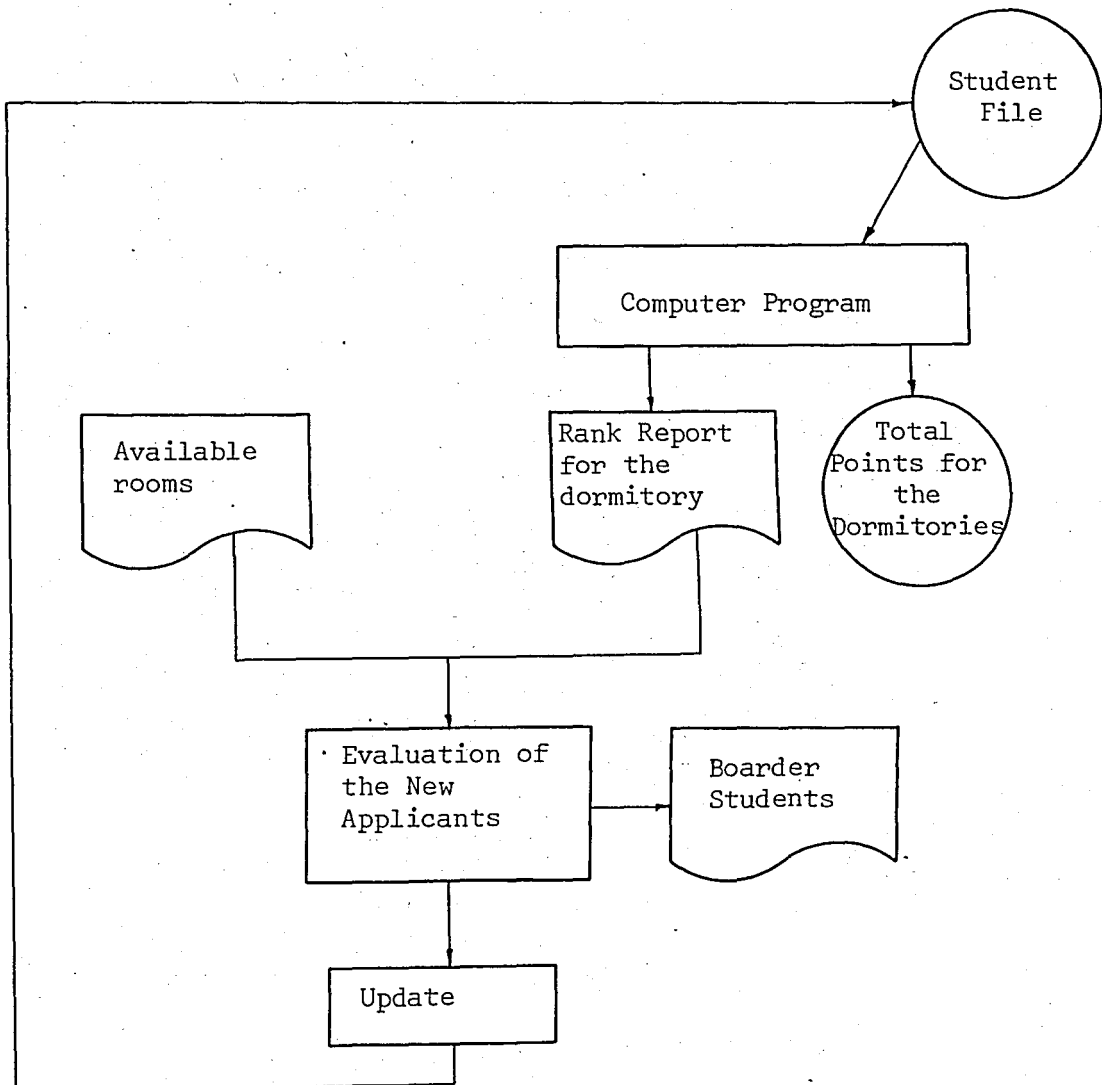 Student
File
Computer Program
Available
rooms
Rank Report
for the
dormitory
Total
Points for
the
Dormitories
Evaluation of
the New
Applicants
Boarder
Students
Update